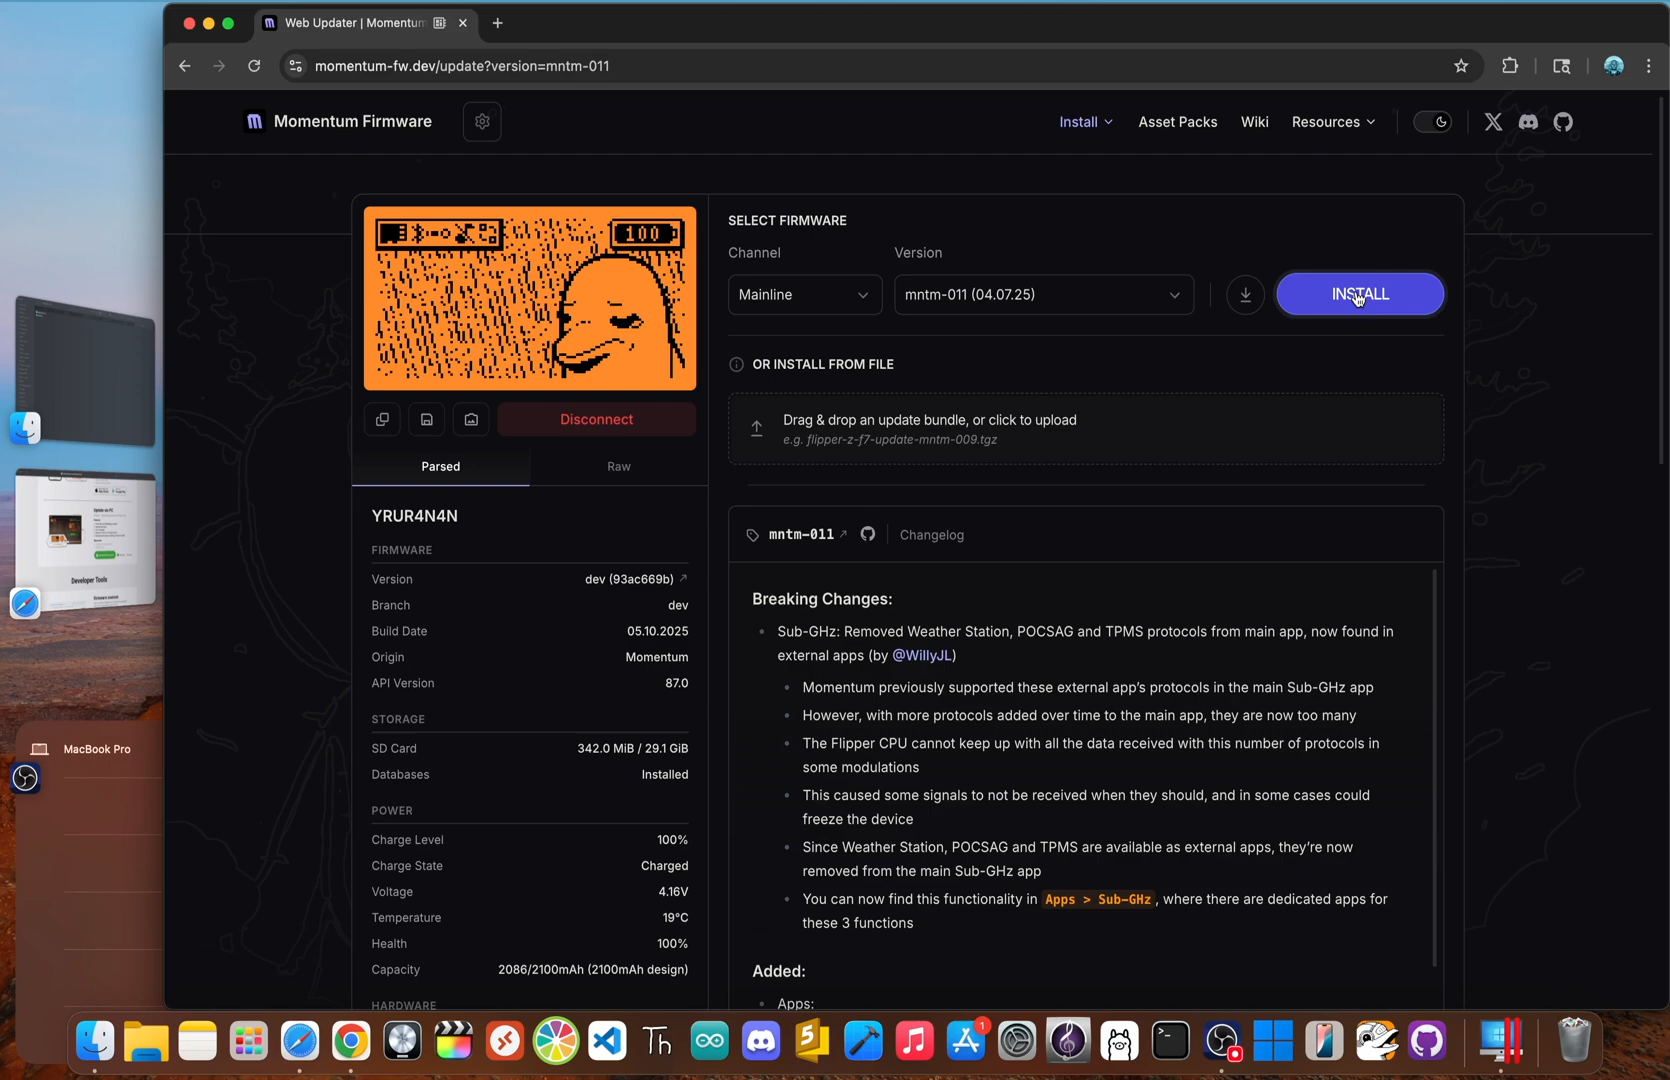 Web Updater | Momentum
momentum-fw.dev/update?version=mntm-011
Momentum Firmware
Install
Asset Packs
Wiki
Resources
100
Disconnect
Parsed
Raw
YRUR4N4N
FIRMWARE
Version dev (93ac669b)
Branch dev
Build Date 05.10.2025
Origin Momentum
API Version 87.0
STORAGE
SD Card 342.0 MiB / 29.1 GiB
Databases Installed
POWER
Charge Level 100%
Charge State Charged
Voltage 4.16V
Temperature 19°C
Health 100%
Capacity 2086/2100mAh (2100mAh design)
HARDWARE
SELECT FIRMWARE
Channel
Version
Mainline
mntm-011 (04.07.25)
INSTALL
OR INSTALL FROM FILE
Drag & drop an update bundle, or click to upload
e.g. flipper-z-f7-update-mntm-009.tgz
mntm-011
Changelog
Breaking Changes:
Sub-GHz: Removed Weather Station, POCSAG and TPMS protocols from main app, now found in
external apps (by @WillyJL)
Momentum previously supported these external app's protocols in the main Sub-GHz app
However, with more protocols added over time to the main app, they are now too many
The Flipper CPU cannot keep up with all the data received with this number of protocols in
some modulations
This caused some signals to not be received when they should, and in some cases could
freeze the device
Since Weather Station, POCSAG and TPMS are available as external apps, they're now
removed from the main Sub-GHz app
You can now find this functionality in Apps > Sub-GHz, where there are dedicated apps for
these 3 functions
Added:
Apps:
Update via PC
Developer Tools
MacBook Pro
Th
5
1